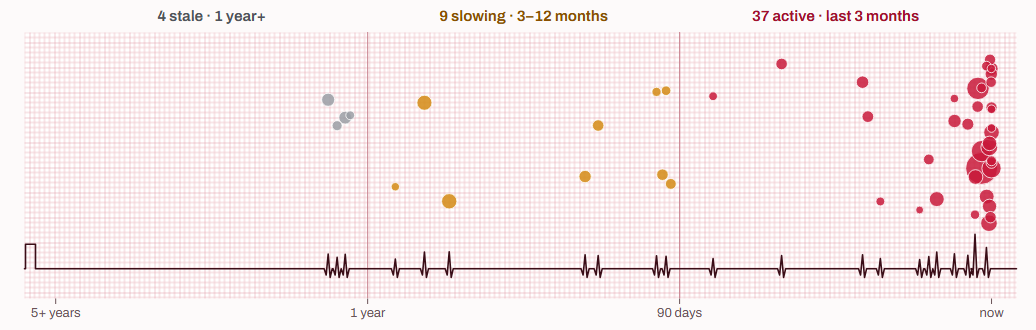 4 stale · 1 year+
9 slowing · 3–12 months
37 active · last 3 months
5+ years
1 year
90 days
now